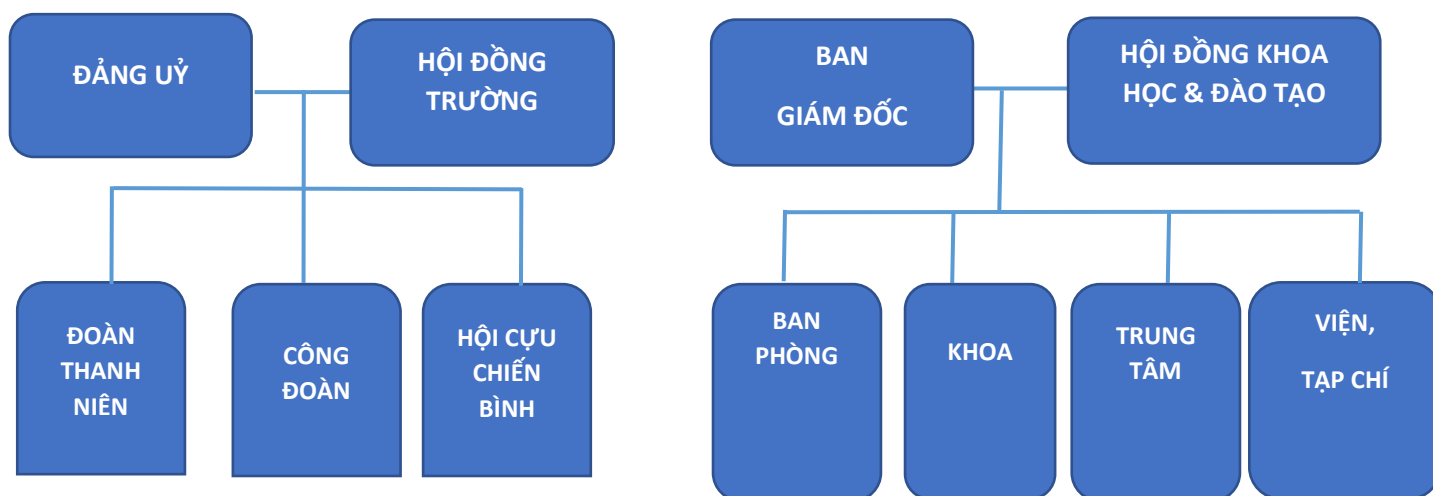 ĐẢNG UỶ
HỘI ĐỒNG
TRƯỜNG
BAN
GIÁM ĐỐC
HỘI ĐỒNG KHOA
HỌC & ĐÀO TẠO
ĐOÀN
THANH
NIÊN
CÔNG
ĐOÀN
HỘI CỰU
CHIẾN
BÌNH
BAN
PHÒNG
KHOA
TRUNG
TÂM
VIỆN,
TẠP CHÍ